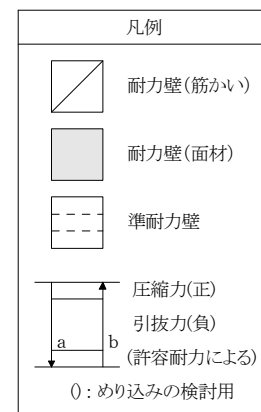 凡例
耐力壁(筋かい)
耐力壁(面材)
準耐力壁
圧縮力(正)
引抜力(負)
a b
(許容耐力による)
() : めり込みの検討用